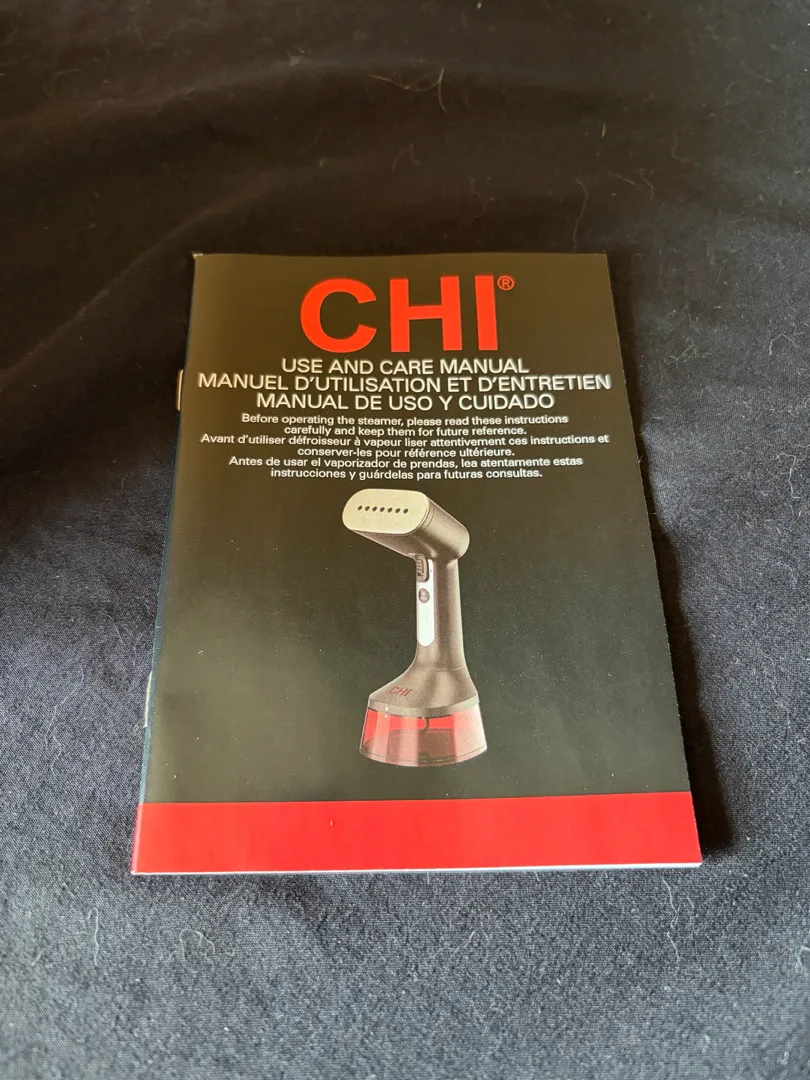 CHI®
USE AND CARE MANUAL
MANUEL D'UTILISATION ET D'ENTRETIEN
MANUAL DE USO Y CUIDADO
Before operating the steamer, please read these instructions
carefully and keep them for future reference.
Avant d'utiliser défroisseur à vapeur liser attentivement ces instructions et
conserver-les pour référence ultérieure.
Antes de usar el vaporizador de prendas, lea atentamente estas
instrucciones y guárdelas para futuras consultas.
CHI